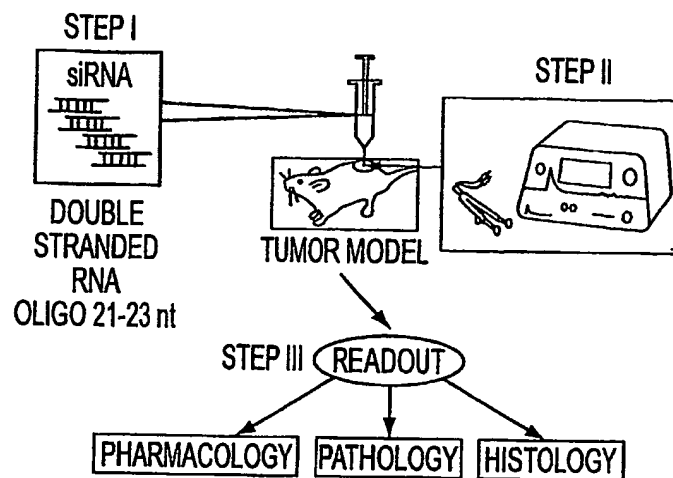 STEP I
siRNA
DOUBLE
STRANDED
RNA
OLIGO 21-23 nt
STEP II
TUMOR MODEL
STEP III
READOUT
PHARMACOLOGY
PATHOLOGY
HISTOLOGY